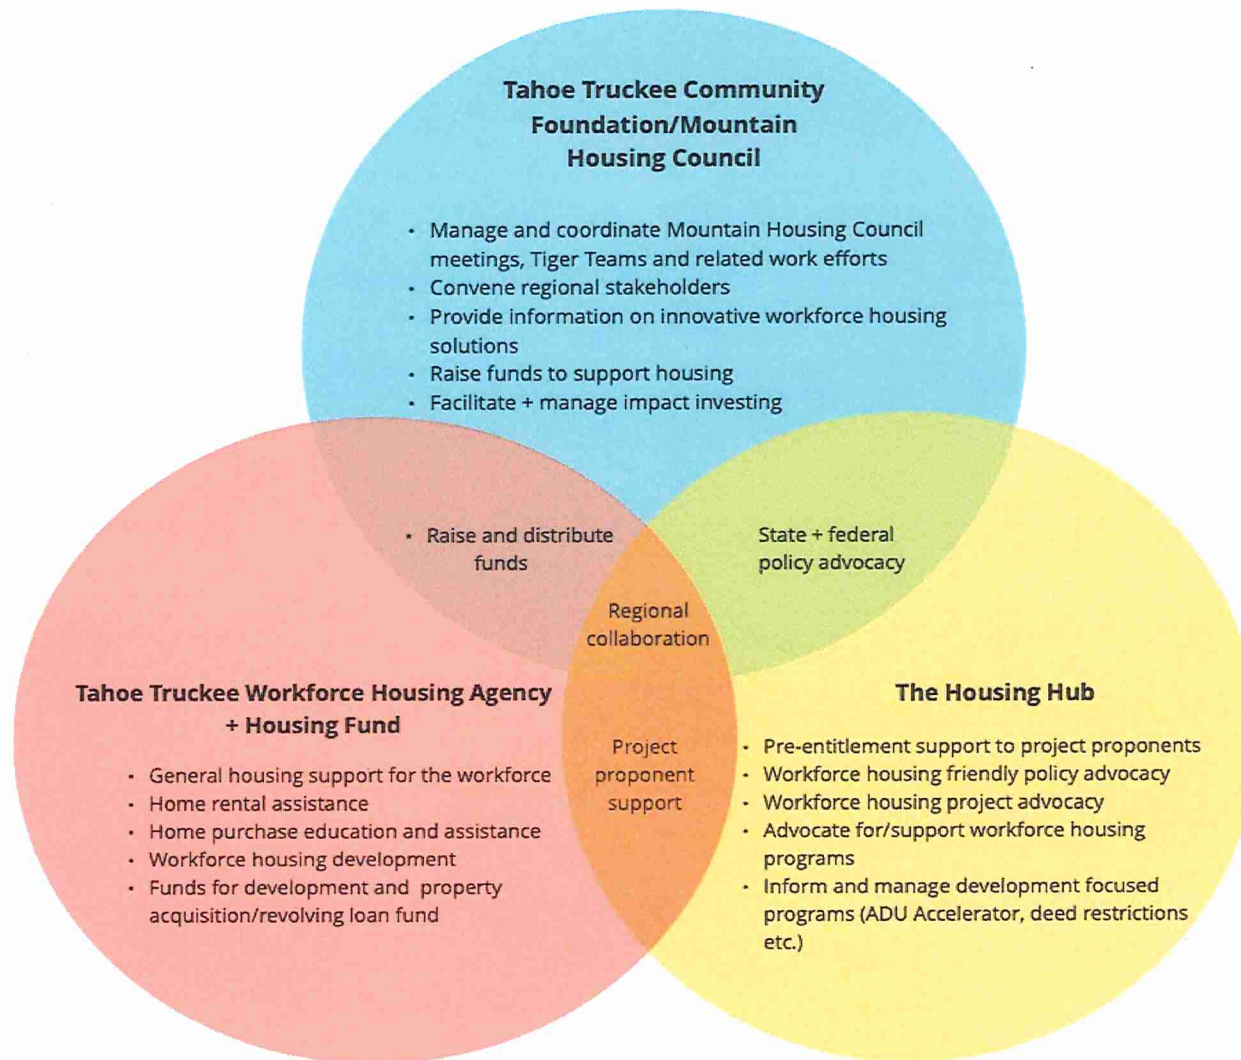 Tahoe Truckee Community
Foundation/Mountain
Housing Council
• Manage and coordinate Mountain Housing Council
meetings, Tiger Teams and related work efforts
• Convene regional stakeholders
• Provide information on innovative workforce housing
solutions
• Raise funds to support housing
• Facilitate + manage impact investing
• Raise and distribute
funds
State + federal
policy advocacy
Regional
collaboration
Tahoe Truckee Workforce Housing Agency
+ Housing Fund
• General housing support for the workforce
• Home rental assistance
• Home purchase education and assistance
• Workforce housing development
• Funds for development and property
acquisition/revolving loan fund
Project
proponent
support
The Housing Hub
• Pre-entitlement support to project proponents
• Workforce housing friendly policy advocacy
• Workforce housing project advocacy
• Advocate for/support workforce housing
programs
• Inform and manage development focused
programs (ADU Accelerator, deed restrictions
etc.)